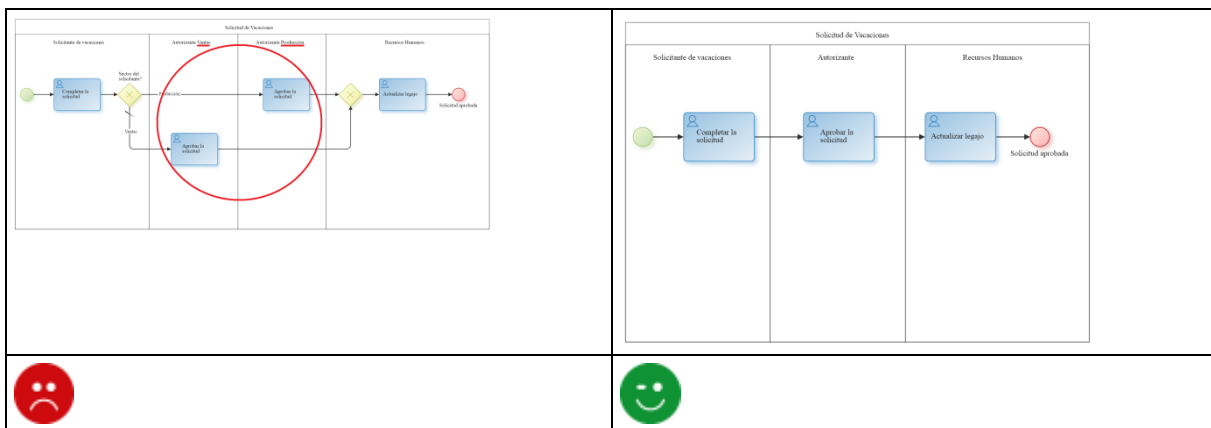 Solicitud de Vacaciones
Solicitante de vacaciones
Autorizante Ventas
Autorizante Producción
Recursos Humanos
Sector del
solicitante?
Completar la
solicitud
Producción
Aprobar la
solicitud
Actualizar legajo
Solicitud aprobada
Ventas
Aprobar la
solicitud
Solicitud de Vacaciones
Solicitante de vacaciones
Autorizante
Recursos Humanos
Completar la
solicitud
Aprobar la
solicitud
Actualizar legajo
Solicitud aprobada